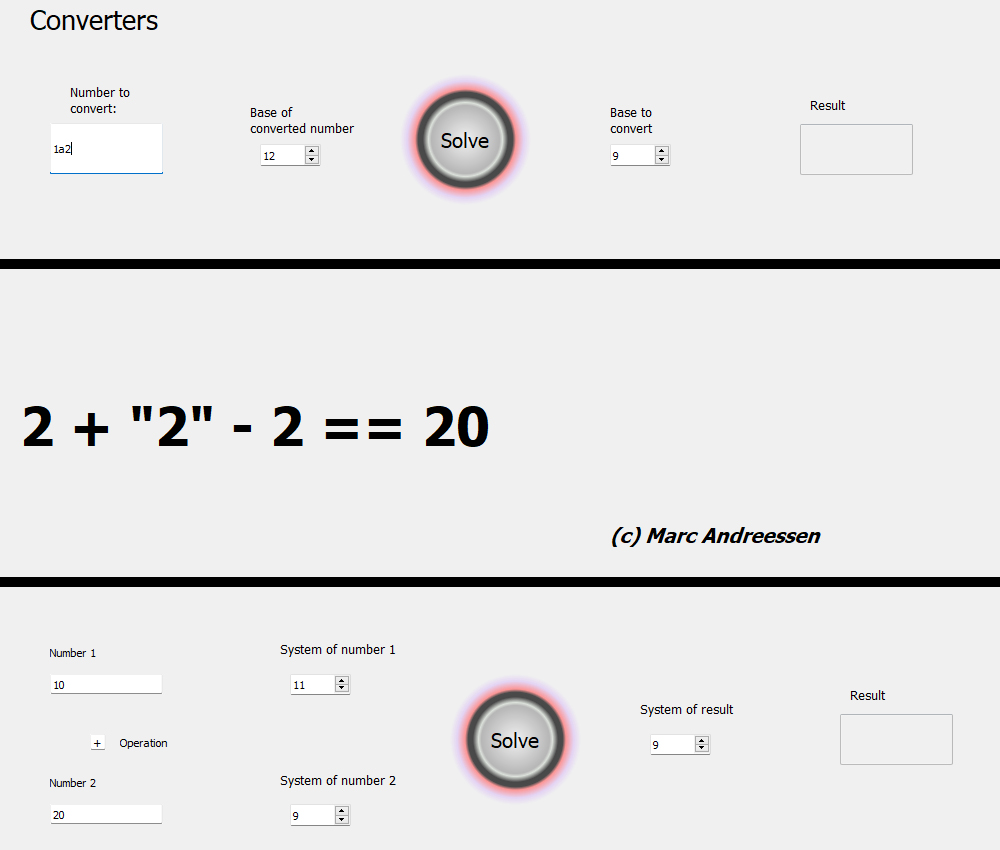 Converters
Number to
convert:
1a2
Base of
converted number
12
Solve
Base to
convert
9
Result
2 + "2" - 2 == 20
(c) Marc Andreessen
Number 1
10
System of number 1
11
+ Operation
Number 2
20
System of number 2
9
Solve
System of result
9
Result